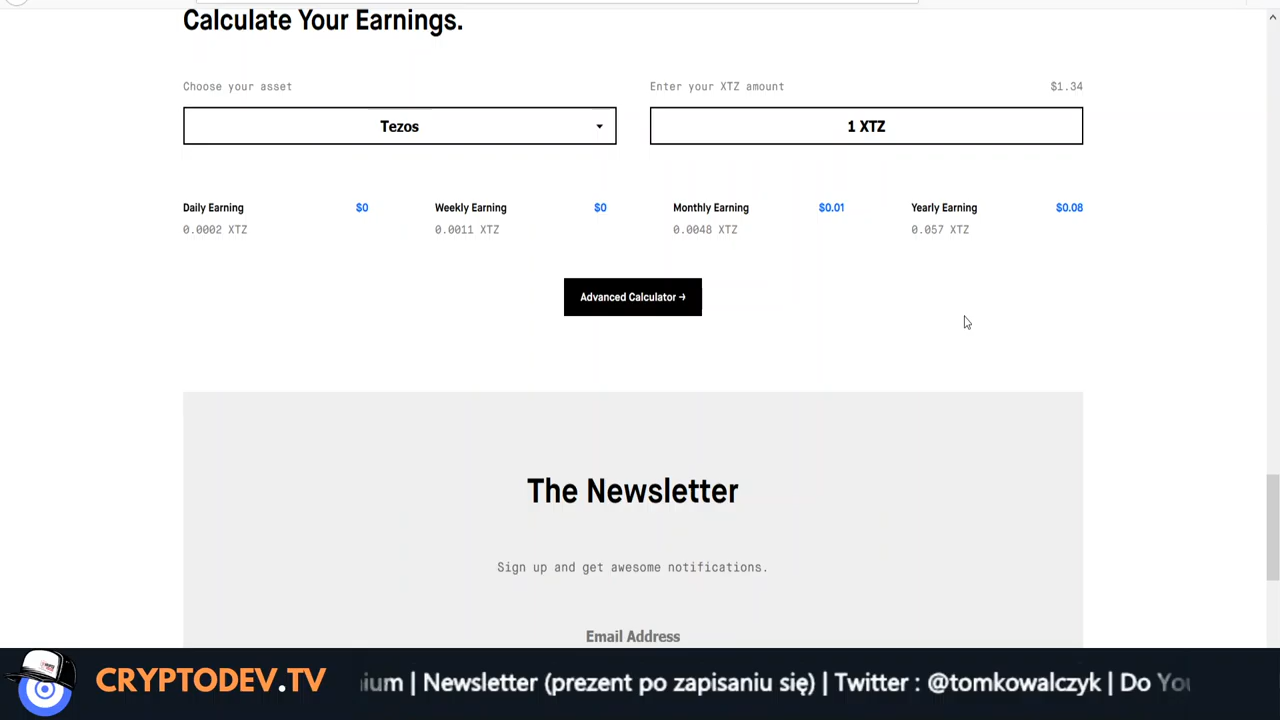 Calculate Your Earnings.
Choose your asset
Enter your XTZ amount
$1.34
Tezos
1 XTZ
Daily Earning
$0
0.0002 XTZ
Weekly Earning
$0
0.0011 XTZ
Monthly Earning
$0.01
0.0048 XTZ
Yearly Earning
$0.08
0.057 XTZ
Advanced Calculator →
The Newsletter
Sign up and get awesome notifications.
Email Address
CRYPTODEV.TV
| Newsletter (prezent po zapisaniu się) | Twitter : @tomkowalczyk | Do